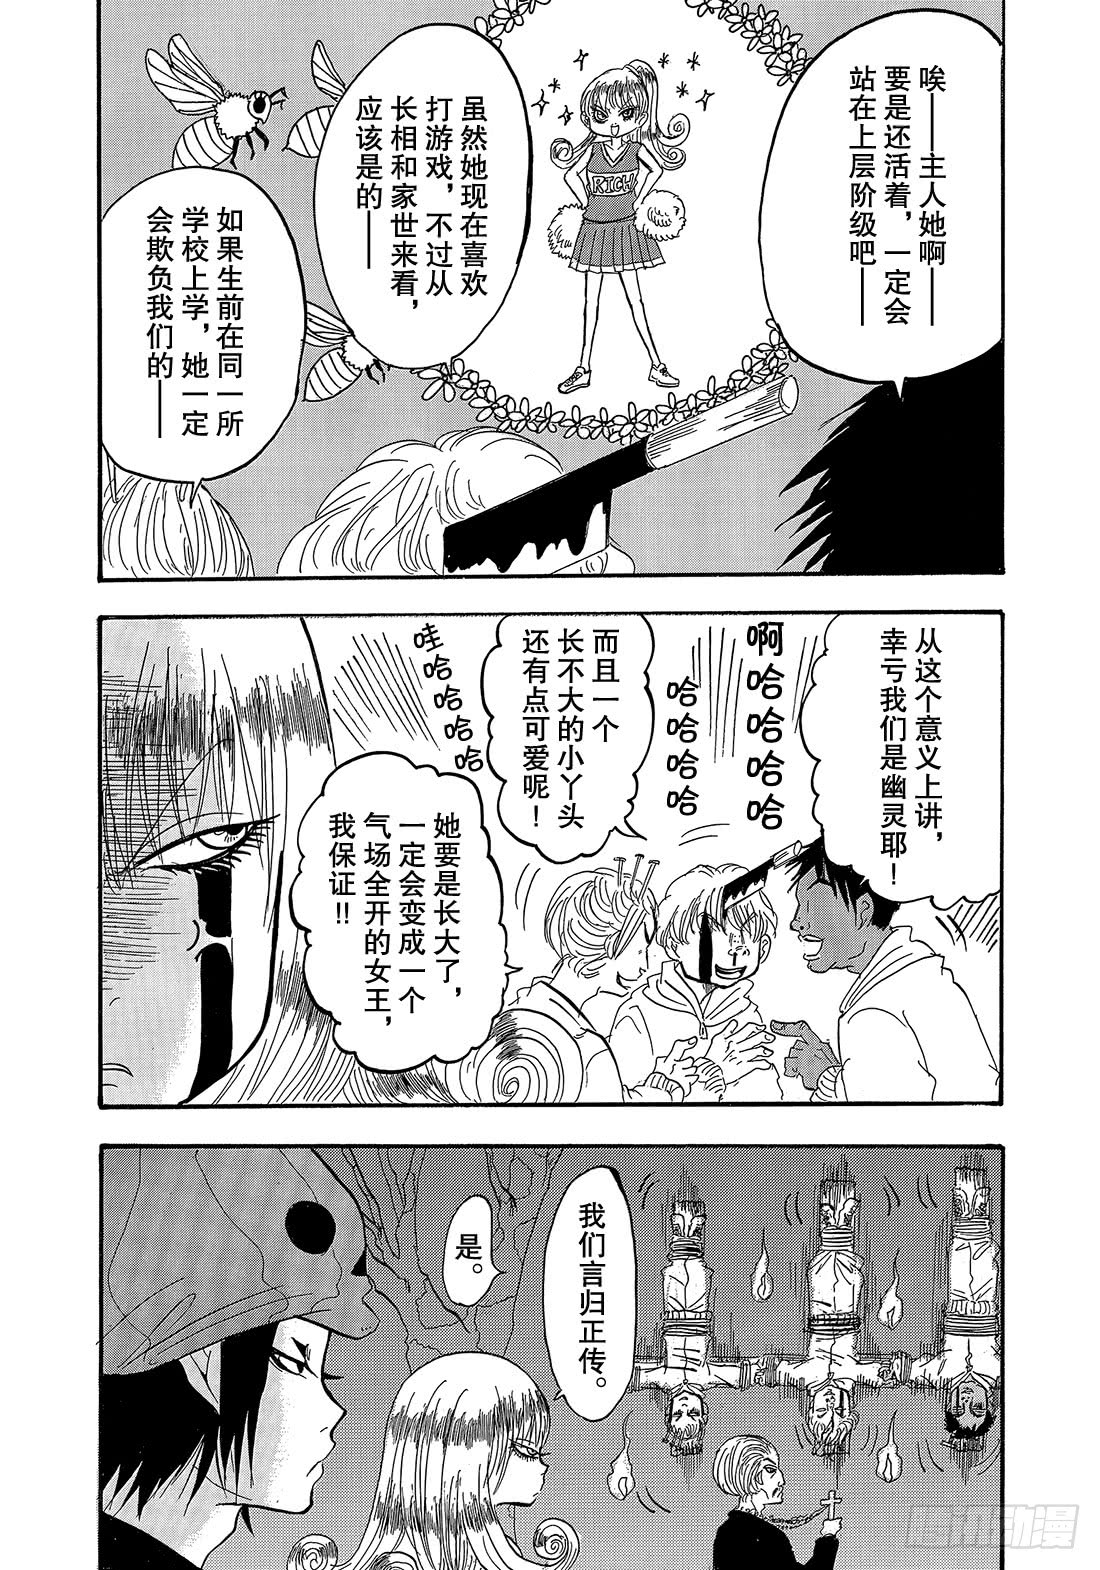 唉——主人她啊——
要是还活着，一定会
站在上层阶级吧——
RICH
虽然她现在喜欢
打游戏，不过从
长相和家世来看，
应该是的——
如果生前在同一所
学校上学，她一定
会欺负我们的——
从这个意义上讲，
幸亏我们是幽灵耶！
啊哈哈哈哈
哈哈哈哈
而且一个
长不大的小丫头
还有点可爱呢！
哇哈哈哈哈
她要是长大了，
一定会变成一个
气场全开的女王，
我保证!!
我们言归正传。
是。
腾讯动漫